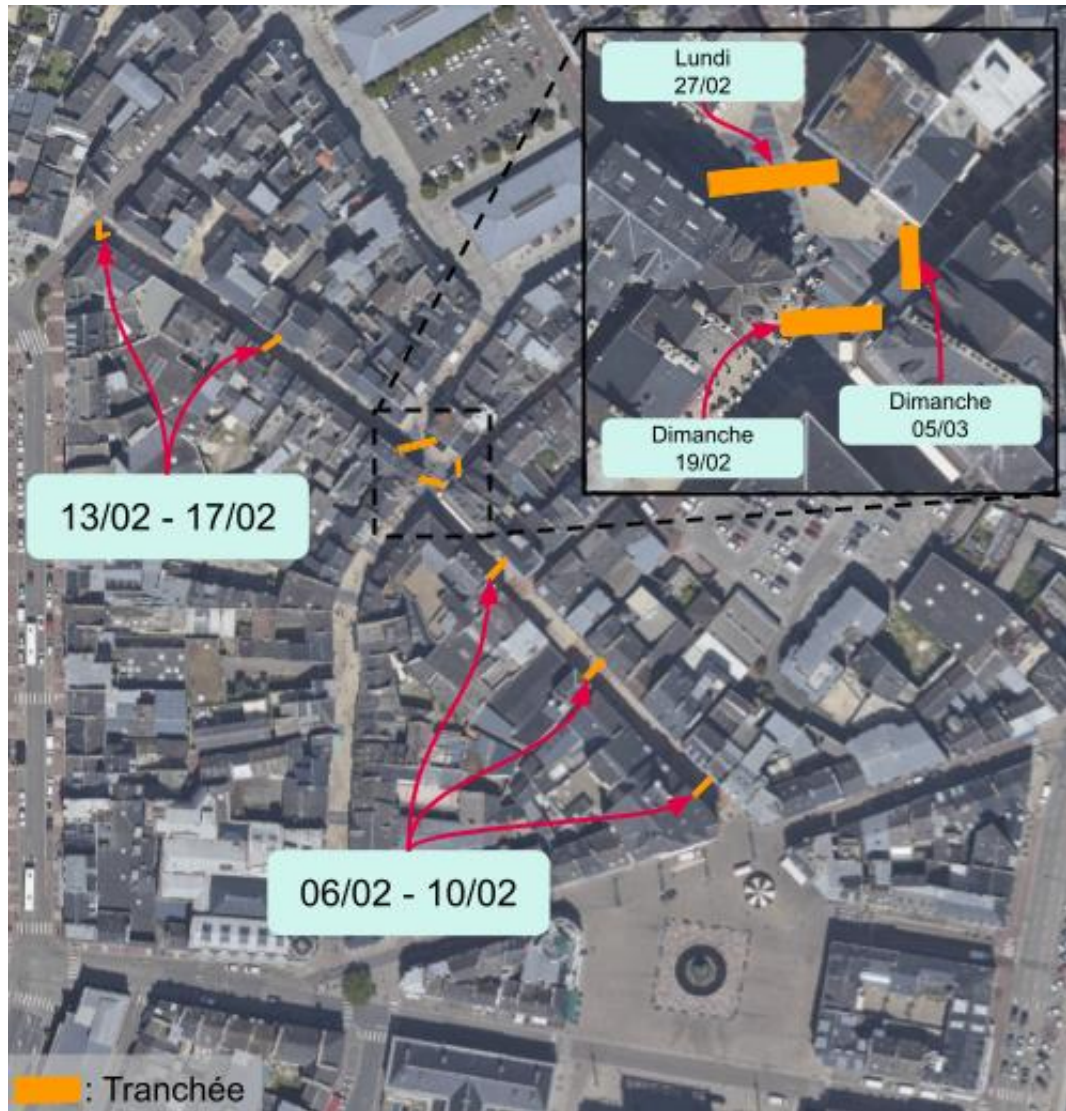 Lundi
27/02
Dimanche
05/03
Dimanche
19/02
13/02 - 17/02
06/02 - 10/02
: Tranchée